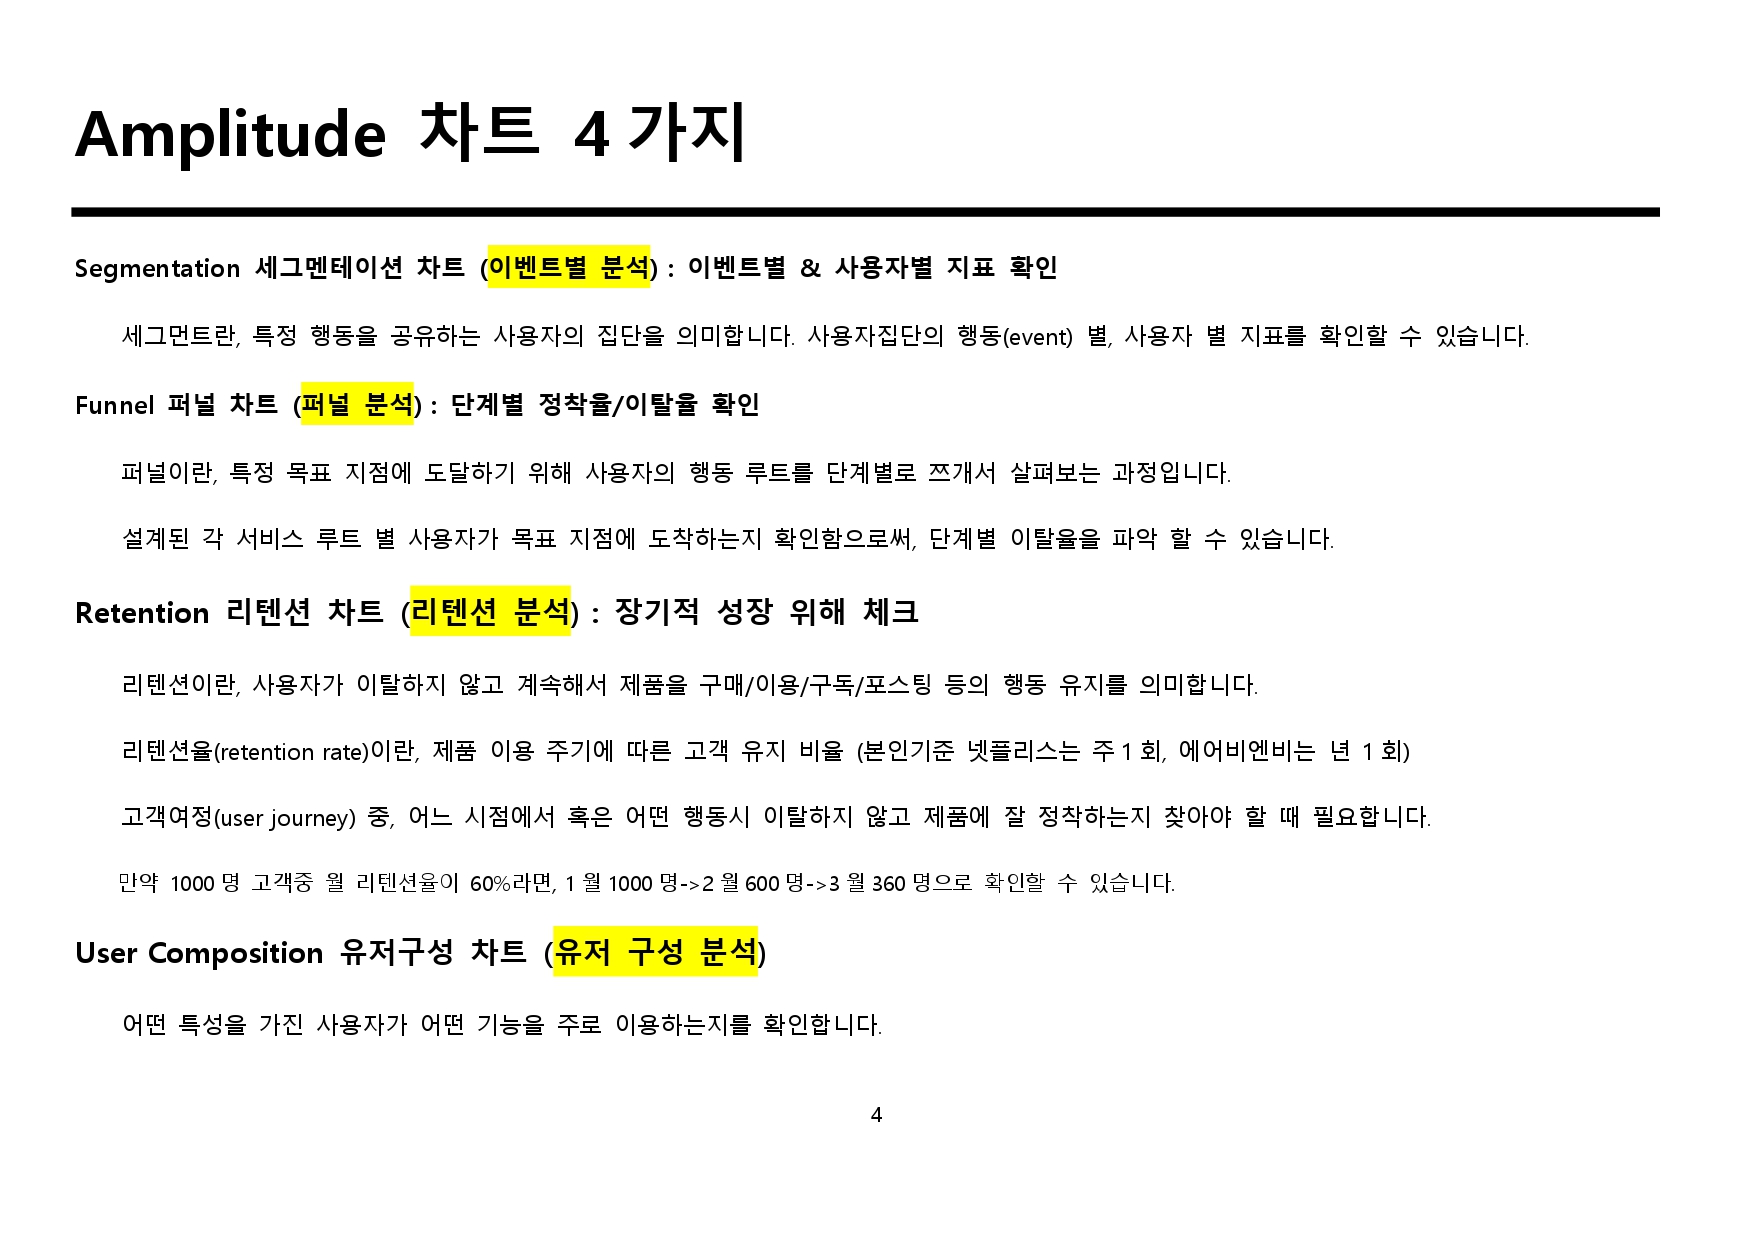 Amplitude 차트 4가지
Segmentation 세그멘테이션 차트 (이벤트별 분석) : 이벤트별 & 사용자별 지표 확인
세그먼트란, 특정 행동을 공유하는 사용자의 집단을 의미합니다. 사용자집단의 행동(event) 별, 사용자 별 지표를 확인할 수 있습니다.
Funnel 퍼널 차트 (퍼널 분석) : 단계별 정착율/이탈율 확인
퍼널이란, 특정 목표 지점에 도달하기 위해 사용자의 행동 루트를 단계별로 쪼개서 살펴보는 과정입니다.
설계된 각 서비스 루트 별 사용자가 목표 지점에 도착하는지 확인함으로써, 단계별 이탈율을 파악 할 수 있습니다.
Retention 리텐션 차트 (리텐션 분석) : 장기적 성장 위해 체크
리텐션이란, 사용자가 이탈하지 않고 계속해서 제품을 구매/이용/구독/포스팅 등의 행동 유지를 의미합니다.
리텐션율(retention rate)이란, 제품 이용 주기에 따른 고객 유지 비율 (본인기준 넷플리스는 주 1회, 에어비엔비는 년 1회)
고객여정(user journey) 중, 어느 시점에서 혹은 어떤 행동시 이탈하지 않고 제품에 잘 정착하는지 찾아야 할 때 필요합니다.
만약 1000명 고객중 월 리텐션율이 60%라면, 1월 1000명->2월 600명->3월 360명으로 확인할 수 있습니다.
User Composition 유저구성 차트 (유저 구성 분석)
어떤 특성을 가진 사용자가 어떤 기능을 주로 이용하는지를 확인합니다.
4